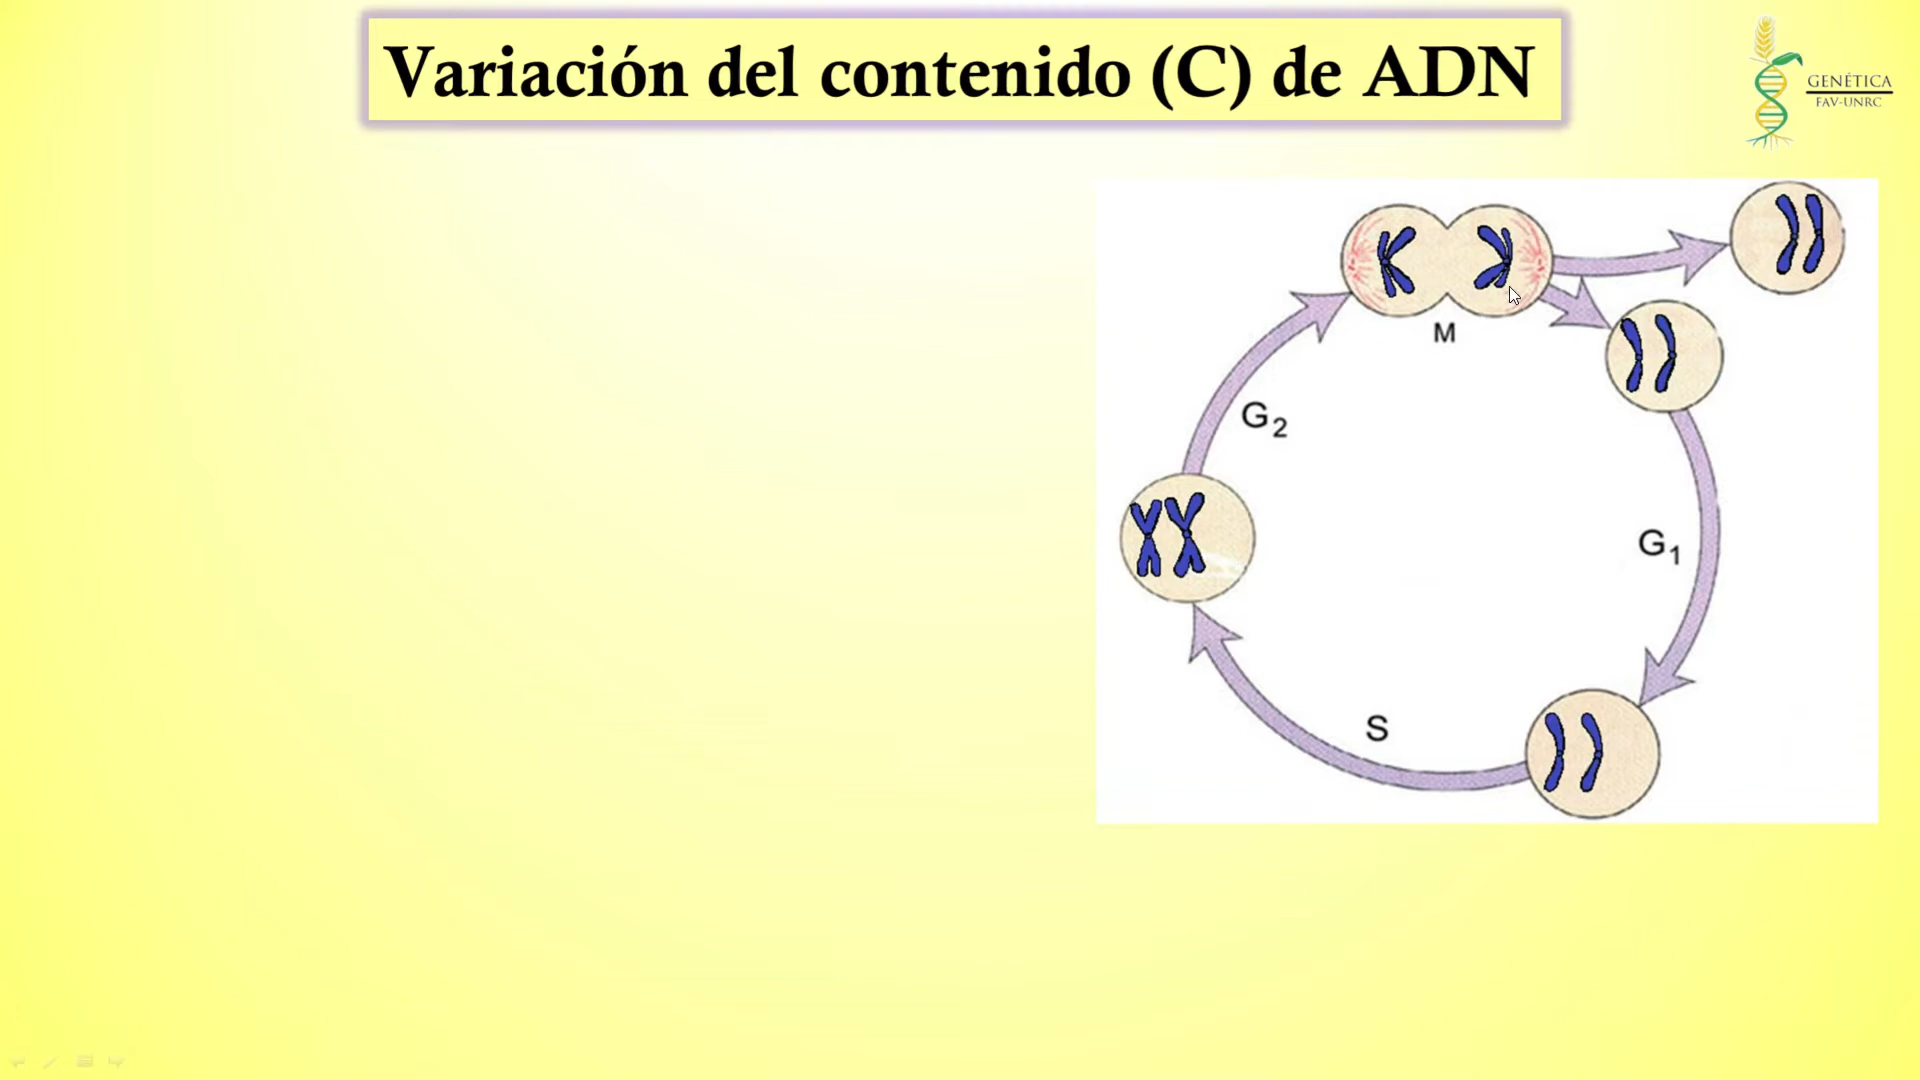 Variación del contenido (C) de ADN
GENÉTICA
FAV-UNRC
M
G2
G1
S